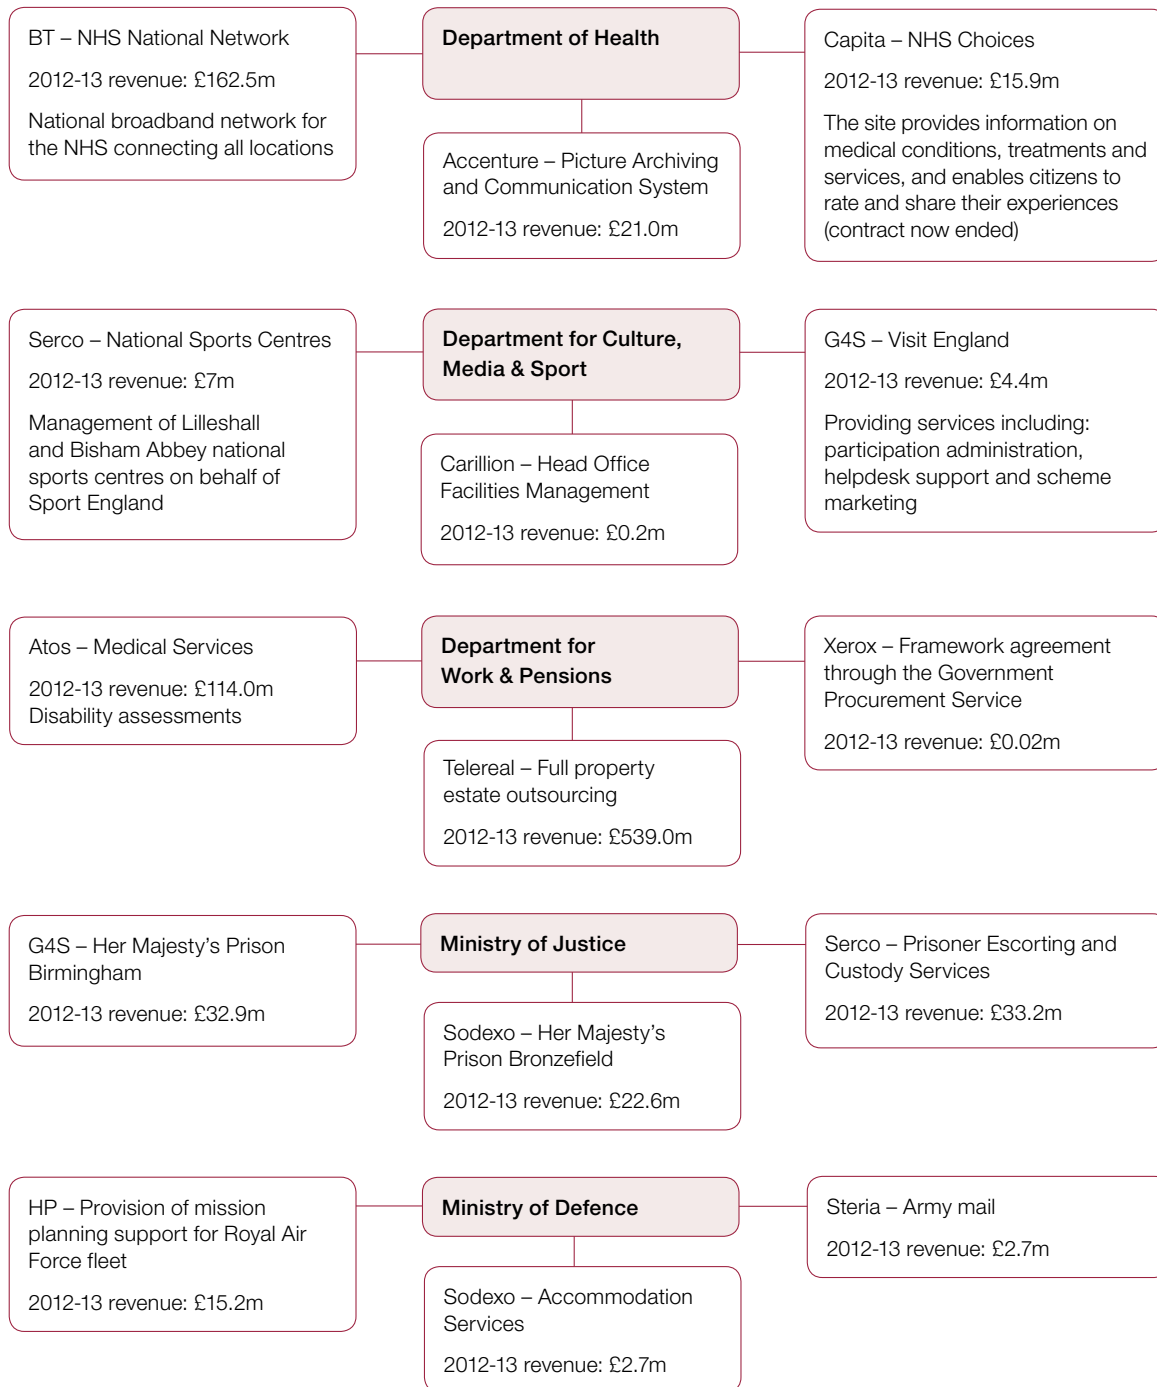 BT – NHS National Network
2012-13 revenue: £162.5m
National broadband network for
the NHS connecting all locations
Department of Health
Accenture – Picture Archiving
and Communication System
2012-13 revenue: £21.0m
Capita – NHS Choices
2012-13 revenue: £15.9m
The site provides information on
medical conditions, treatments and
services, and enables citizens to
rate and share their experiences
(contract now ended)
Serco – National Sports Centres
2012-13 revenue: £7m
Management of Lilleshall
and Bisham Abbey national
sports centres on behalf of
Sport England
Department for Culture,
Media & Sport
Carillion – Head Office
Facilities Management
2012-13 revenue: £0.2m
G4S – Visit England
2012-13 revenue: £4.4m
Providing services including:
participation administration,
helpdesk support and scheme
marketing
Atos – Medical Services
2012-13 revenue: £114.0m
Disability assessments
Department for
Work & Pensions
Telereal – Full property
estate outsourcing
2012-13 revenue: £539.0m
Xerox – Framework agreement
through the Government
Procurement Service
2012-13 revenue: £0.02m
G4S – Her Majesty’s Prison
Birmingham
2012-13 revenue: £32.9m
Ministry of Justice
Sodexo – Her Majesty’s
Prison Bronzefield
2012-13 revenue: £22.6m
Serco – Prisoner Escorting and
Custody Services
2012-13 revenue: £33.2m
HP – Provision of mission
planning support for Royal Air
Force fleet
2012-13 revenue: £15.2m
Ministry of Defence
Sodexo – Accommodation
Services
2012-13 revenue: £2.7m
Steria – Army mail
2012-13 revenue: £2.7m